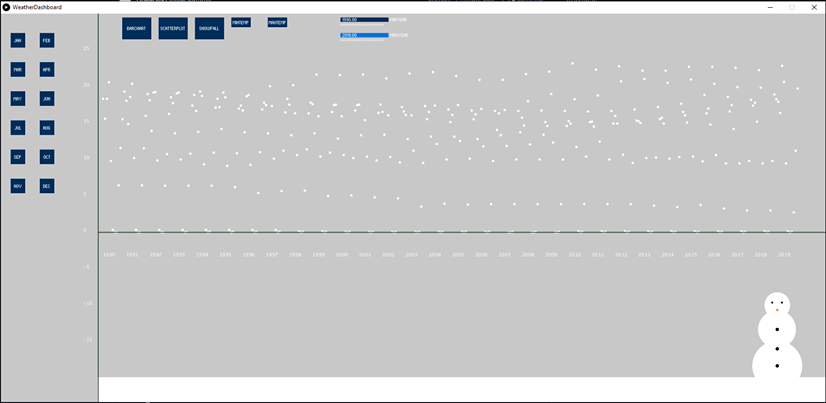 WeatherDashboard
BARCHART SCATTERPLOT SNOWFALL MAXTEMP MINTEMP
1990.00 MINYEAR
2019.00 MAXYEAR
JAN FEB
MAR APR
MAY JUN
JUL AUG
SEP OCT
NOV DEC
25
20
15
10
5
0
-5
-10
-15
1990 1991 1992 1993 1994 1995 1996 1997 1998 1999 2000 2001 2002 2003 2004 2005 2006 2007 2008 2009 2010 2011 2012 2013 2014 2015 2016 2017 2018 2019